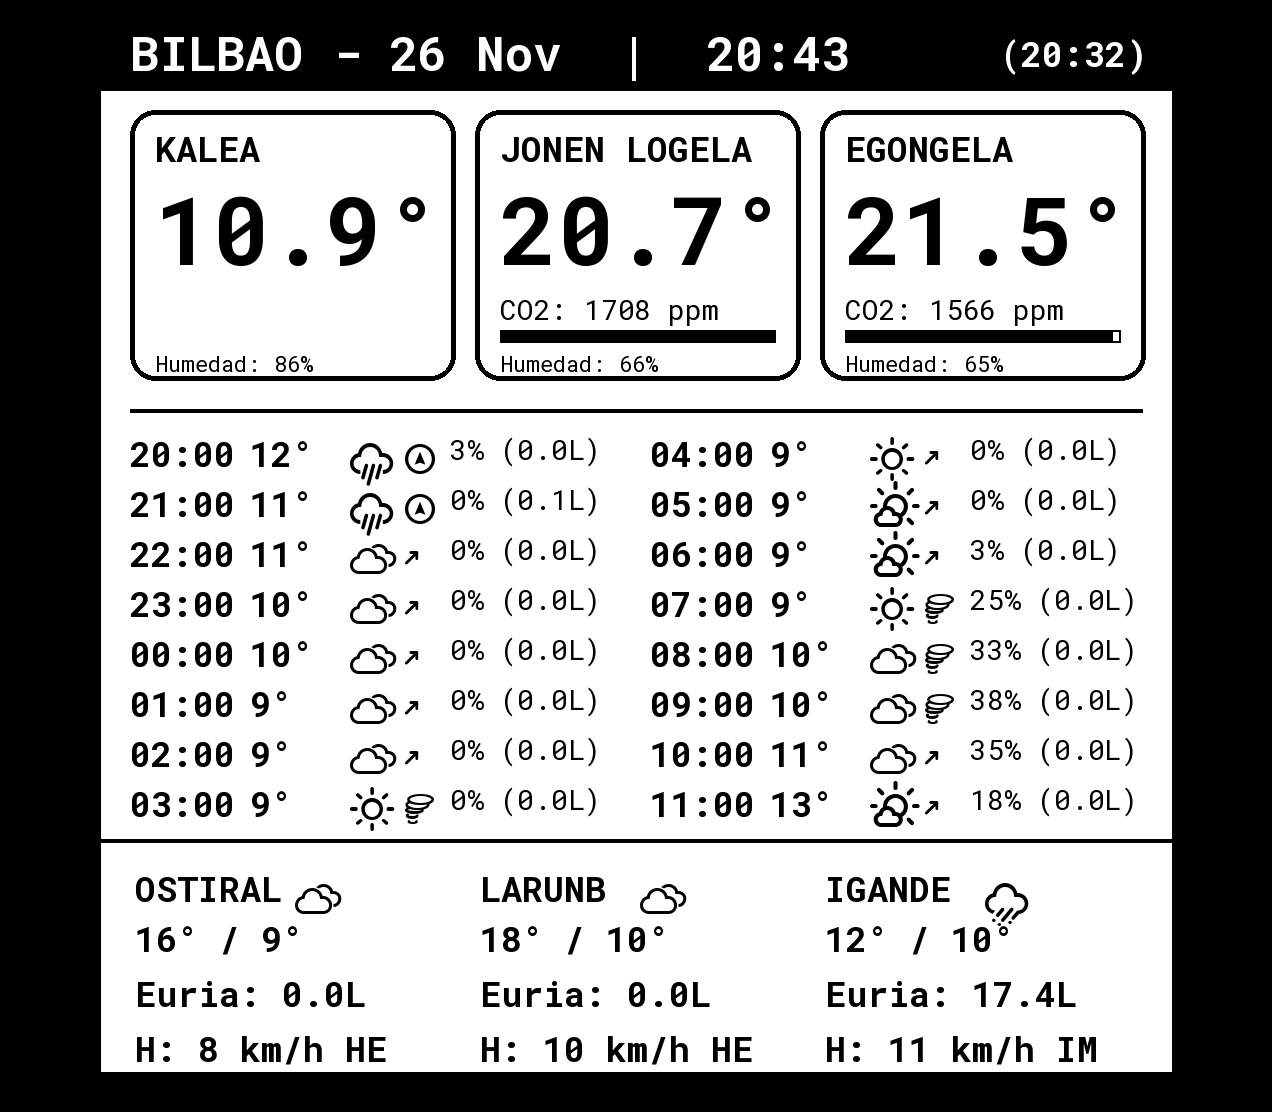 BILBAO - 26 Nov | 20:43 (20:32)
KALEA
10.9°
Humedad: 86%
JONEN LOGELA
20.7°
CO2: 1708 ppm
Humedad: 66%
EGONGELA
21.5°
CO2: 1566 ppm
Humedad: 65%
20:00 12° 3% (0.0L)
21:00 11° 0% (0.1L)
22:00 11° 0% (0.0L)
23:00 10° 0% (0.0L)
00:00 10° 0% (0.0L)
01:00 9° 0% (0.0L)
02:00 9° 0% (0.0L)
03:00 9° 0% (0.0L)
04:00 9° 0% (0.0L)
05:00 9° 0% (0.0L)
06:00 9° 3% (0.0L)
07:00 9° 25% (0.0L)
08:00 10° 33% (0.0L)
09:00 10° 38% (0.0L)
10:00 11° 35% (0.0L)
11:00 13° 18% (0.0L)
OSTIRAL
16° / 9°
Euria: 0.0L
H: 8 km/h HE
LARUNB
18° / 10°
Euria: 0.0L
H: 10 km/h HE
IGANDE
12° / 10°
Euria: 17.4L
H: 11 km/h IM